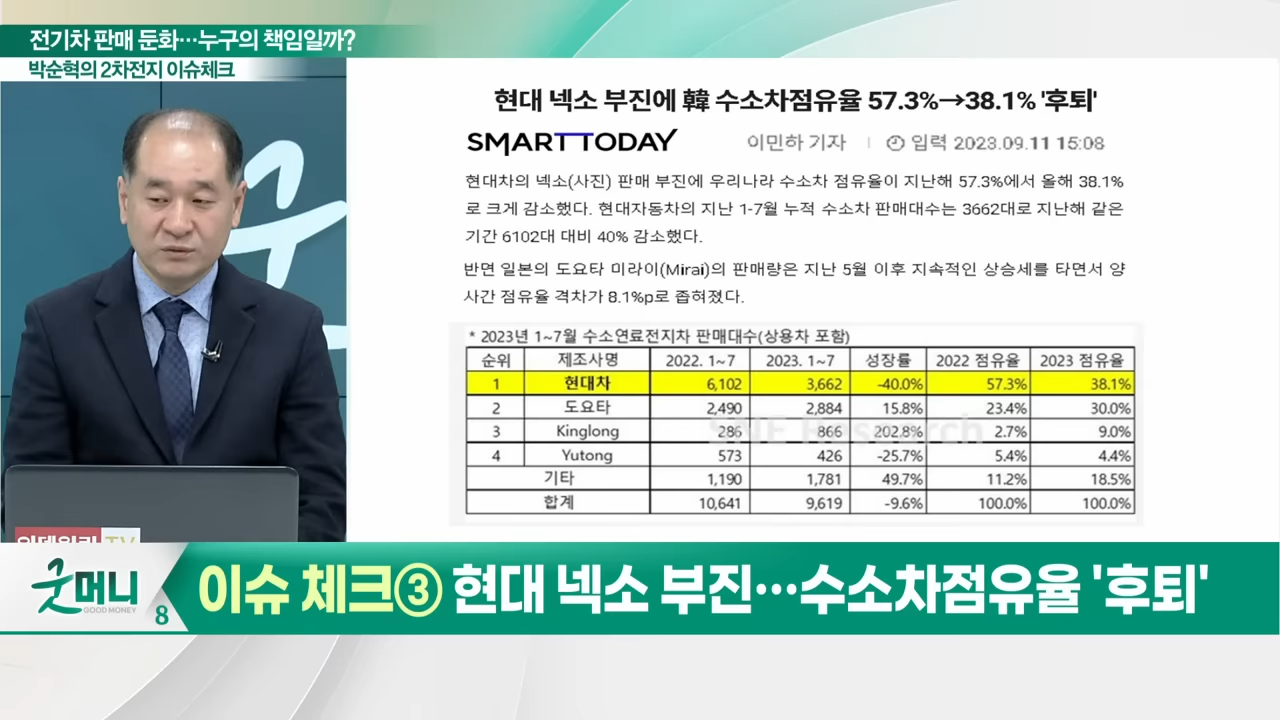 전기차 판매 둔화…누구의 책임일까?
박순혁의 2차전지 이슈체크
현대 넥쏘 부진에 韓 수소차점유율 57.3%→38.1% '후퇴'
SMARTTODAY 이민하 기자 | 입력 2023.09.11 15:08
현대차의 넥소(사진) 판매 부진에 우리나라 수소차 점유율이 지난해 57.3%에서 올해 38.1%
로 크게 감소했다. 현대자동차의 지난 1-7월 누적 수소차 판매대수는 3662대로 지난해 같은
기간 6102대 대비 40% 감소했다.
반면 일본의 도요타 미라이(Mirai)의 판매량은 지난 5월 이후 지속적인 상승세를 타면서 양
사간 점유율 격차가 8.1%p로 좁혀졌다.
* 2023년 1~7월 수소연료전지차 판매대수(상용차 포함)
순위 제조사명 2022. 1~7 2023. 1~7 성장률 2022 점유율 2023 점유율
1 현대차 6,102 3,662 -40.0% 57.3% 38.1%
2 도요타 2,490 2,884 15.8% 23.4% 30.0%
3 Kinglong 286 866 202.8% 2.7% 9.0%
4 Yutong 573 426 -25.7% 5.4% 4.4%
기타 1,190 1,781 49.7% 11.2% 18.5%
합계 10,641 9,619 -9.6% 100.0% 100.0%
SNE Research
이데일리 TV
굿머니
GOOD MONEY
8
이슈 체크③ 현대 넥쏘 부진…수소차점유율 '후퇴'